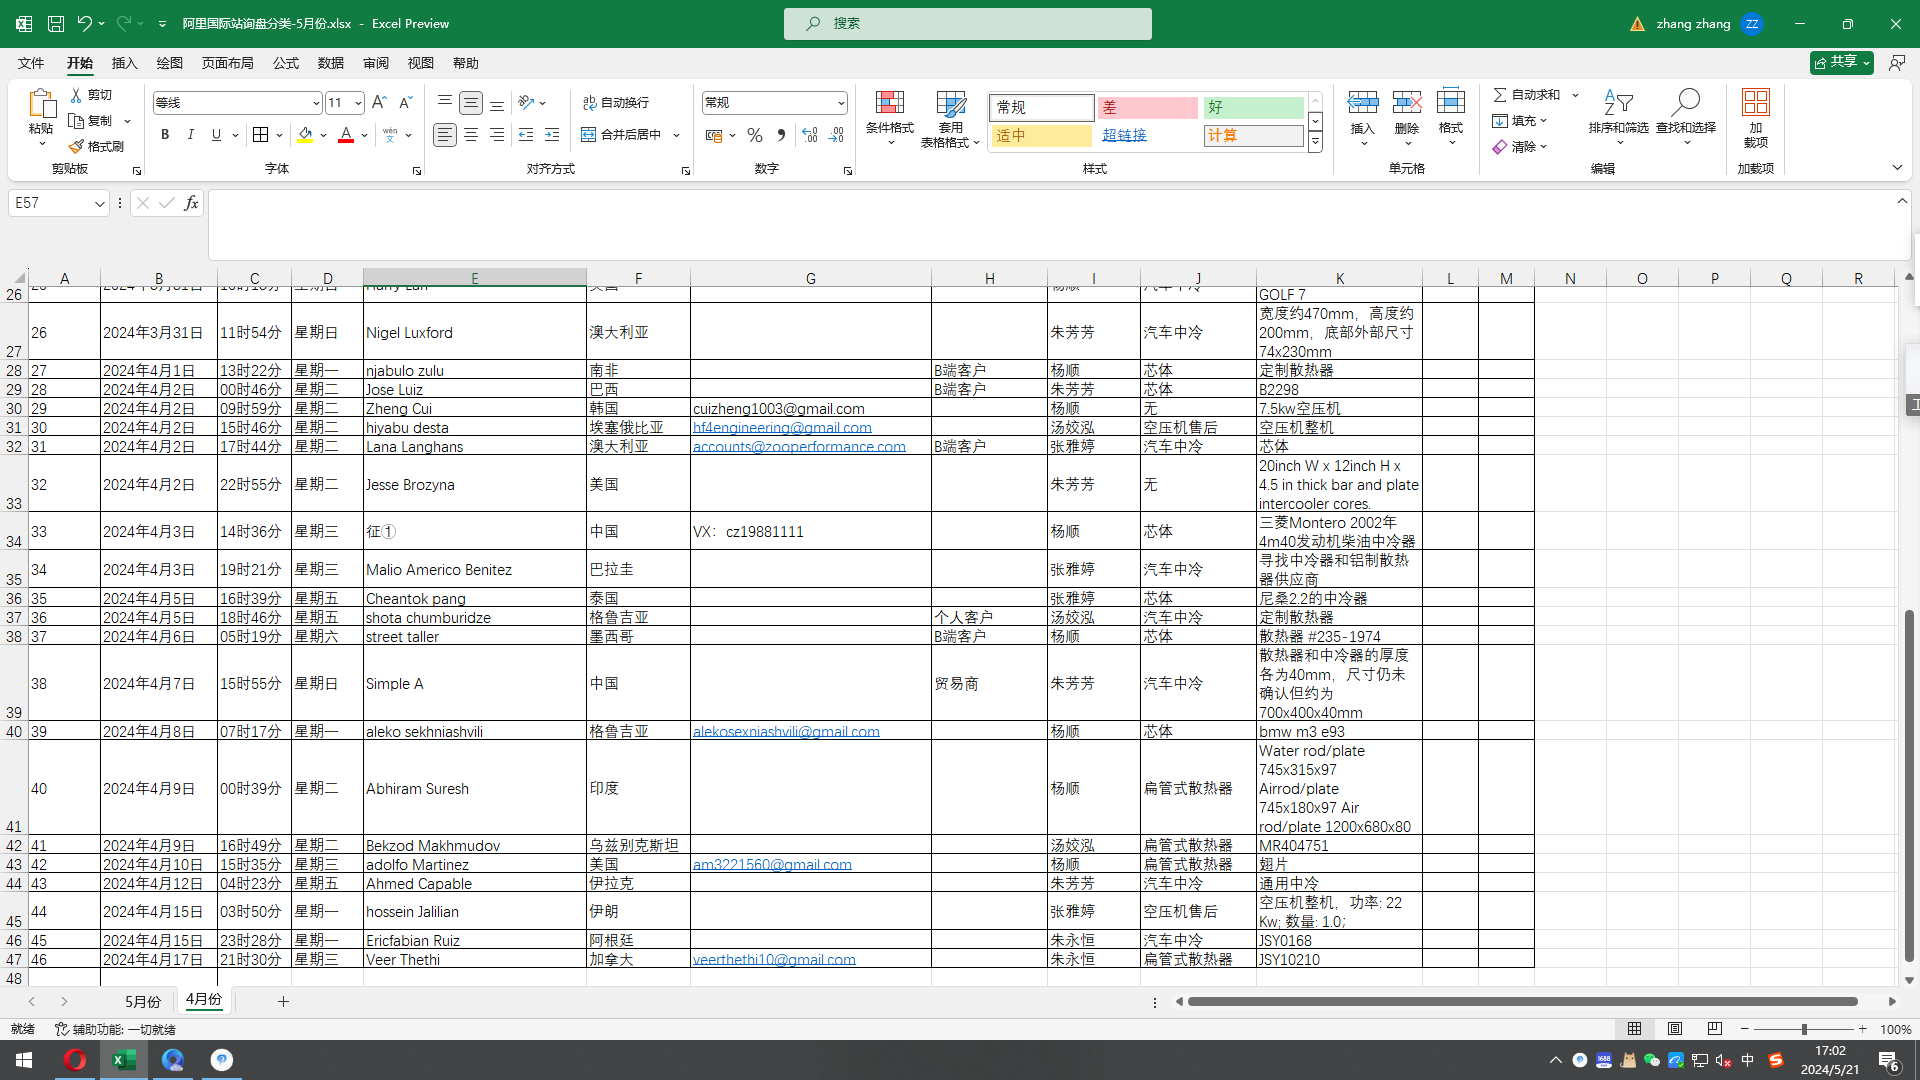 阿里国际站询盘分类-5月份.xlsx - Excel Preview
搜索
zhang zhang
ZZ
文件 开始 插入 绘图 页面布局 公式 数据 审阅 视图 帮助
共享
粘贴 剪切 复制 格式刷 剪贴板
等线 11
B I U
字体
自动换行
合并后居中
对齐方式
常规
数字
条件格式 套用表格格式
常规 差 好
适中 超链接 计算
样式
插入 删除 格式
单元格
自动求和
填充
清除
排序和筛选 查找和选择
编辑
加载项
加载项
E57
fx
A B C D E F G H I J K L M N O P Q R
26 GOLF 7
27 26 2024年3月31日 11时54分 星期日 Nigel Luxford 澳大利亚 朱芳芳 汽车中冷 宽度约470mm，高度约200mm，底部外部尺寸74x230mm
28 27 2024年4月1日 13时22分 星期一 njabulo zulu 南非 B端客户 杨顺 芯体 定制散热器
29 28 2024年4月2日 00时46分 星期二 Jose Luiz 巴西 B端客户 朱芳芳 芯体 B2298
30 29 2024年4月2日 09时59分 星期二 Zheng Cui 韩国 cuizheng1003@gmail.com 杨顺 无 7.5kw空压机
31 30 2024年4月2日 15时46分 星期二 hiyabu desta 埃塞俄比亚 hf4engineering@gmail.com 汤姣泓 空压机售后 空压机整机
32 31 2024年4月2日 17时44分 星期二 Lana Langhans 澳大利亚 accounts@zooperformance.com B端客户 张雅婷 汽车中冷 芯体
33 32 2024年4月2日 22时55分 星期二 Jesse Brozyna 美国 朱芳芳 无 20inch W x 12inch H x 4.5 in thick bar and plate intercooler cores.
34 33 2024年4月3日 14时36分 星期三 征① 中国 VX：cz19881111 杨顺 芯体 三菱Montero 2002年4m40发动机柴油中冷器
35 34 2024年4月3日 19时21分 星期三 Malio Americo Benitez 巴拉圭 张雅婷 汽车中冷 寻找中冷器和铝制散热器供应商
36 35 2024年4月5日 16时39分 星期五 Cheantok pang 泰国 张雅婷 芯体 尼桑2.2的中冷器
37 36 2024年4月5日 18时46分 星期五 shota chumburidze 格鲁吉亚 个人客户 汤姣泓 汽车中冷 定制散热器
38 37 2024年4月6日 05时19分 星期六 street taller 墨西哥 B端客户 杨顺 芯体 散热器 #235-1974
39 38 2024年4月7日 15时55分 星期日 Simple A 中国 贸易商 朱芳芳 汽车中冷 散热器和中冷器的厚度各为40mm，尺寸仍未确认但约为700x400x40mm
40 39 2024年4月8日 07时17分 星期一 aleko sekhniashvili 格鲁吉亚 alekosexniashvili@gmail.com 杨顺 芯体 bmw m3 e93
41 40 2024年4月9日 00时39分 星期二 Abhiram Suresh 印度 杨顺 扁管式散热器 Water rod/plate 745x315x97 Airrod/plate 745x180x97 Air rod/plate 1200x680x80
42 41 2024年4月9日 16时49分 星期二 Bekzod Makhmudov 乌兹别克斯坦 汤姣泓 扁管式散热器 MR404751
43 42 2024年4月10日 15时35分 星期三 adolfo Martinez 美国 am3221560@gmail.com 杨顺 扁管式散热器 翅片
44 43 2024年4月12日 04时23分 星期五 Ahmed Capable 伊拉克 朱芳芳 汽车中冷 通用中冷
45 44 2024年4月15日 03时50分 星期一 hossein Jalilian 伊朗 张雅婷 空压机售后 空压机整机，功率: 22 Kw; 数量: 1.0;
46 45 2024年4月15日 23时28分 星期一 Ericfabian Ruiz 阿根廷 朱永恒 汽车中冷 JSY0168
47 46 2024年4月17日 21时30分 星期三 Veer Thethi 加拿大 veerthethi10@gmail.com 朱永恒 扁管式散热器 JSY10210
48
5月份 4月份
就绪 辅助功能: 一切就绪
100%
中
17:02
2024/5/21
6